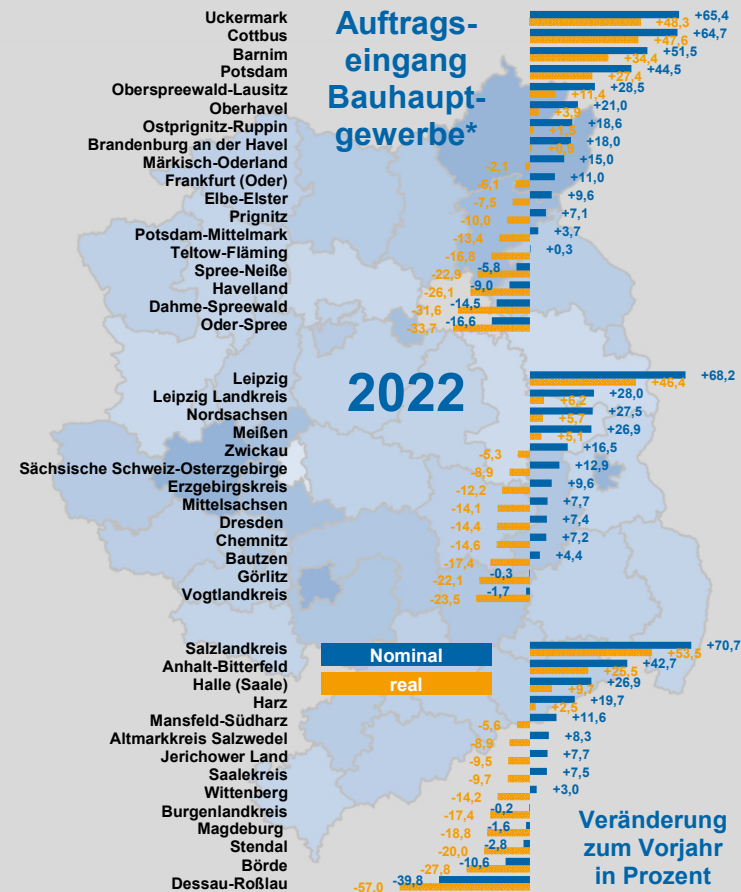 Auftrags-
eingang
Bauhaupt-
gewerbe*
2022
Uckermark +65,4 +48,3
Cottbus +64,7 +47,6
Barnim +51,5 +34,4
Potsdam +44,5 +27,4
Oberspreewald-Lausitz +28,5 +11,4
Oberhavel +21,0 +3,9
Ostprignitz-Ruppin +18,6 +1,5
Brandenburg an der Havel +18,0 +0,9
Märkisch-Oderland -2,1 +15,0
Frankfurt (Oder) -6,1 +11,0
Elbe-Elster -7,5 +9,6
Prignitz -10,0 +7,1
Potsdam-Mittelmark -13,4 +3,7
Teltow-Fläming -16,8 +0,3
Spree-Neiße -5,8 -22,9
Havelland -9,0 -26,1
Dahme-Spreewald -14,5 -31,6
Oder-Spree -16,6 -33,7
Leipzig +68,2 +46,4
Leipzig Landkreis +28,0 +6,2
Nordsachsen +27,5 +5,7
Meißen +26,9 +5,1
Zwickau -5,3 +16,5
Sächsische Schweiz-Osterzgebirge -8,9 +12,9
Erzgebirgskreis -12,2 +9,6
Mittelsachsen -14,1 +7,7
Dresden -14,4 +7,4
Chemnitz -14,6 +7,2
Bautzen -17,4 +4,4
Görlitz -0,3 -22,1
Vogtlandkreis -1,7 -23,5
Nominal
real
Salzlandkreis +70,7 +53,5
Anhalt-Bitterfeld +42,7 +25,5
Halle (Saale) +26,9 +9,7
Harz +19,7 +2,5
Mansfeld-Südharz -5,6 +11,6
Altmarkkreis Salzwedel -8,9 +8,3
Jerichower Land -9,5 +7,7
Saalekreis -9,7 +7,5
Wittenberg -14,2 +3,0
Burgenlandkreis -0,2 -17,4
Magdeburg -1,6 -18,8
Stendal -2,8 -20,0
Börde -10,6 -27,8
Dessau-Roßlau -39,8 -57,0
Veränderung
zum Vorjahr
in Prozent